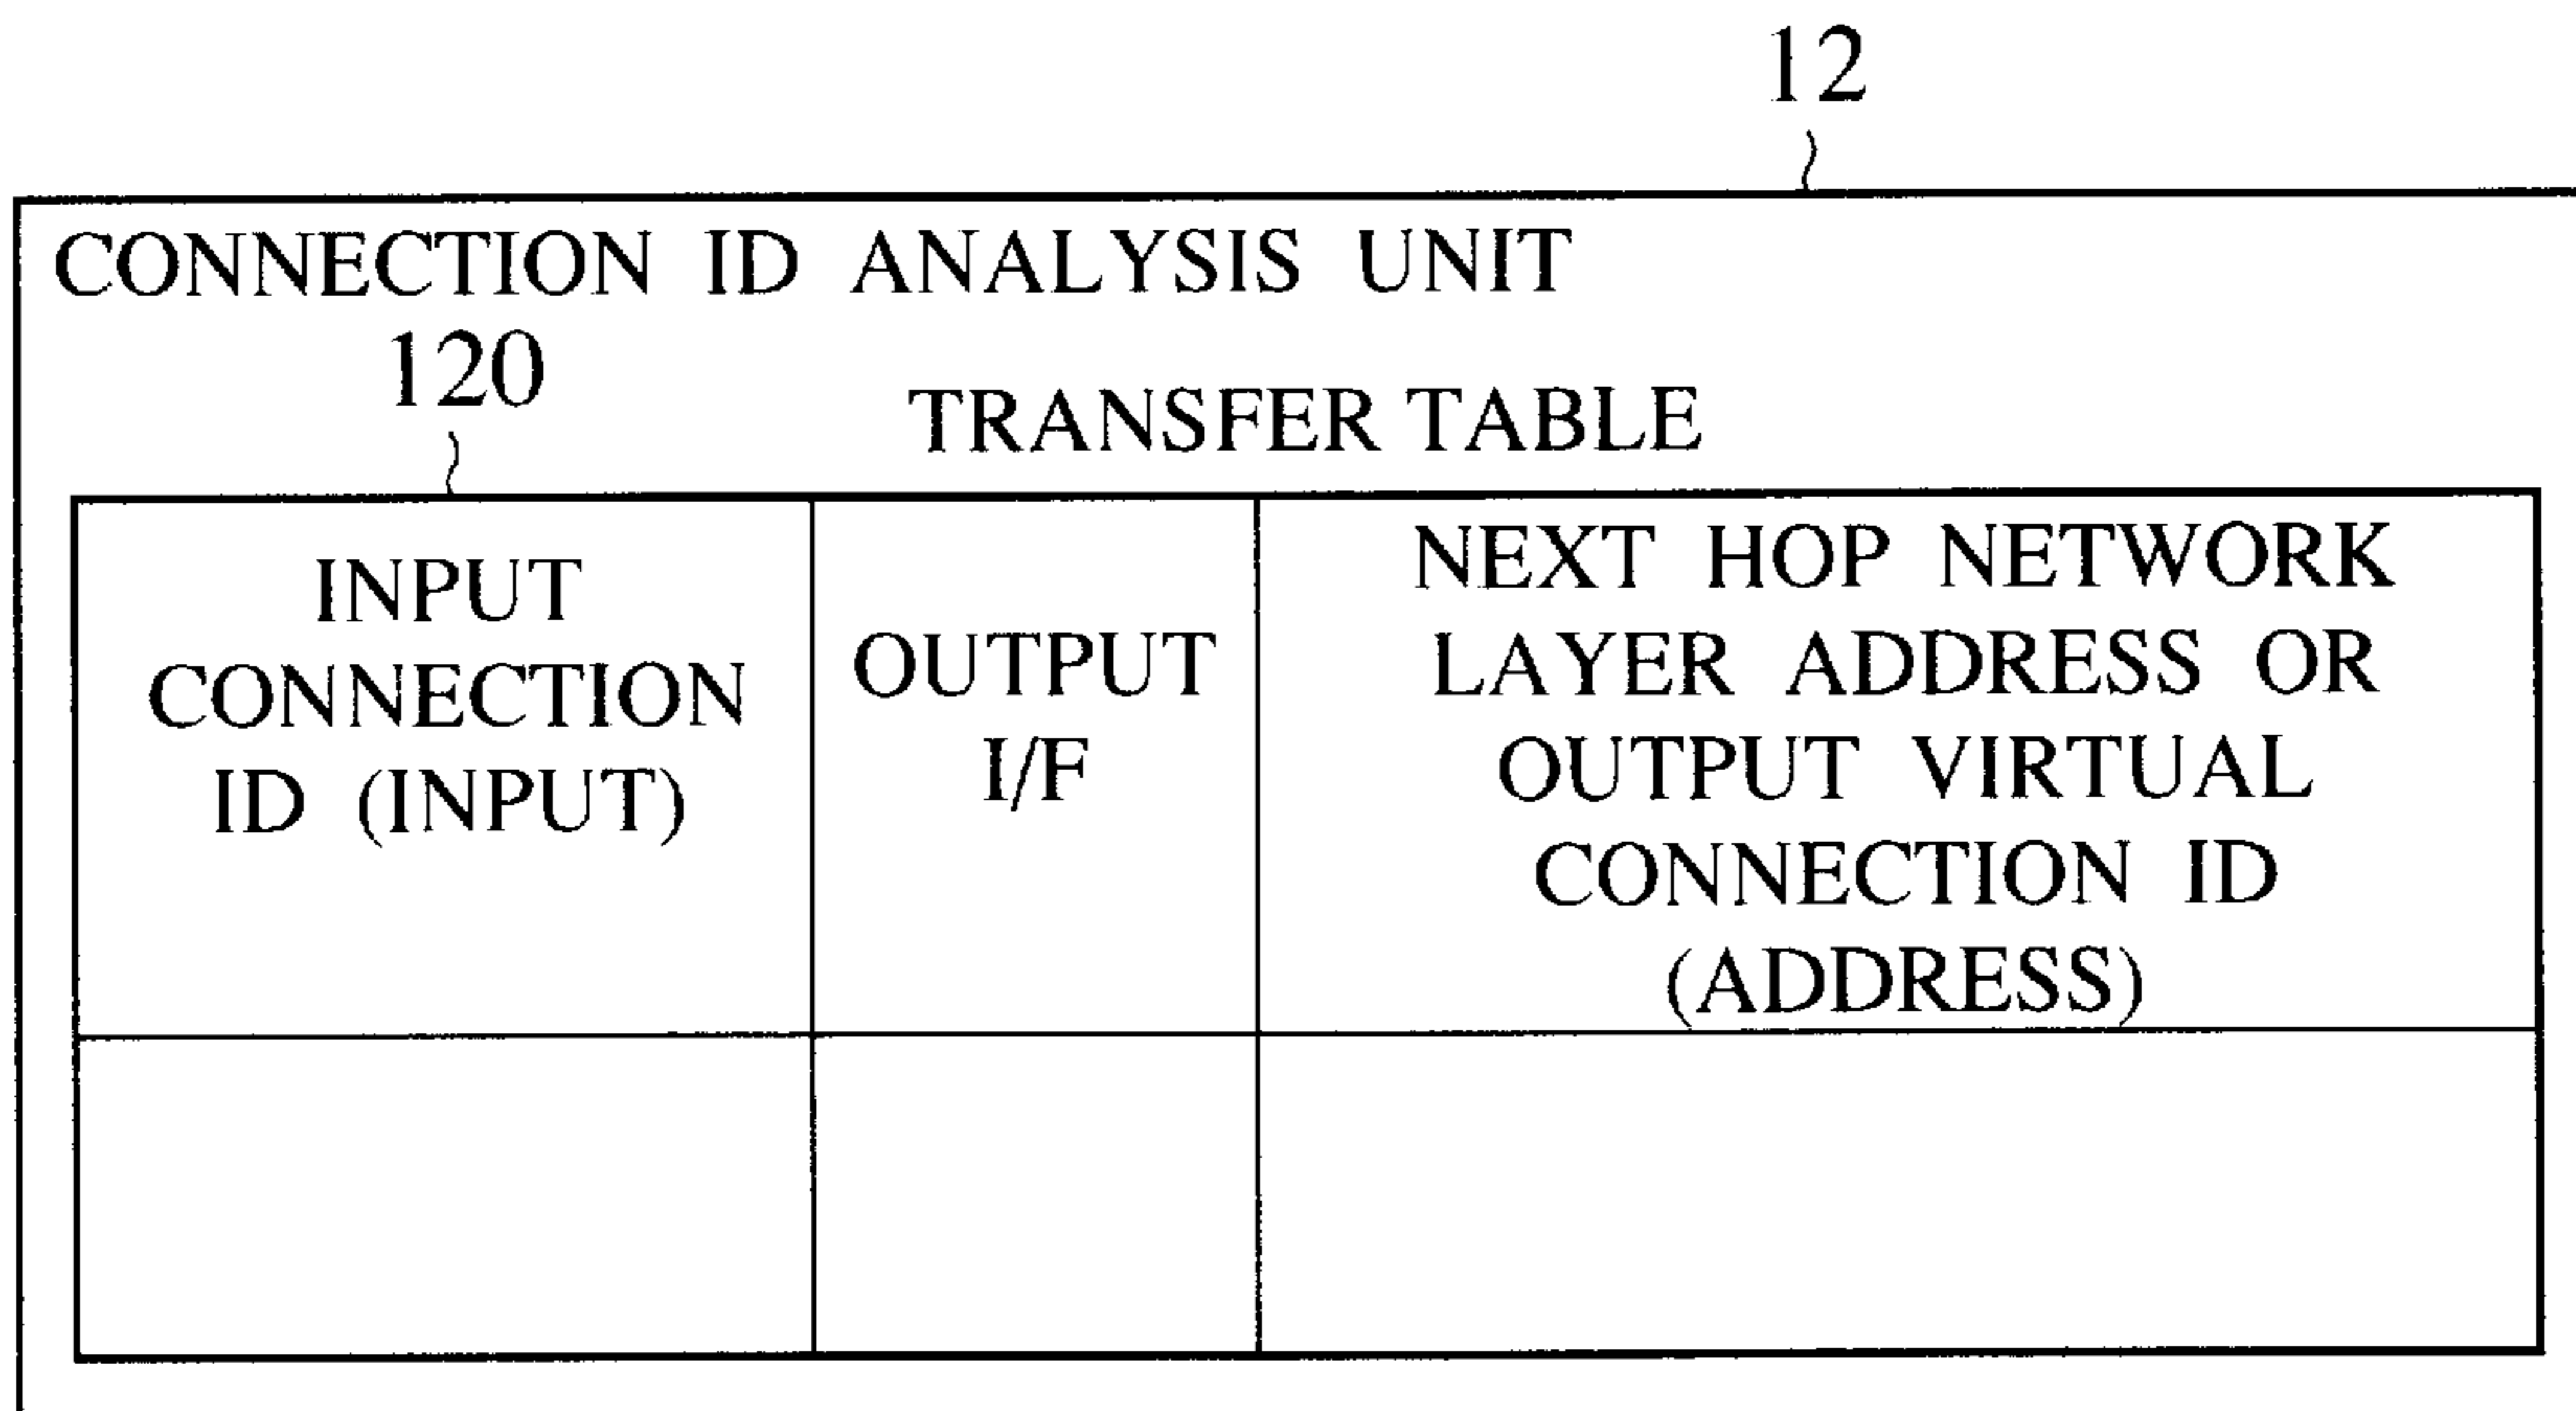 12
CONNECTION ID ANALYSIS UNIT
120
TRANSFER TABLE
INPUT
CONNECTION
ID (INPUT)
OUTPUT
I/F
NEXT HOP NETWORK
LAYER ADDRESS OR
OUTPUT VIRTUAL
CONNECTION ID
(ADDRESS)